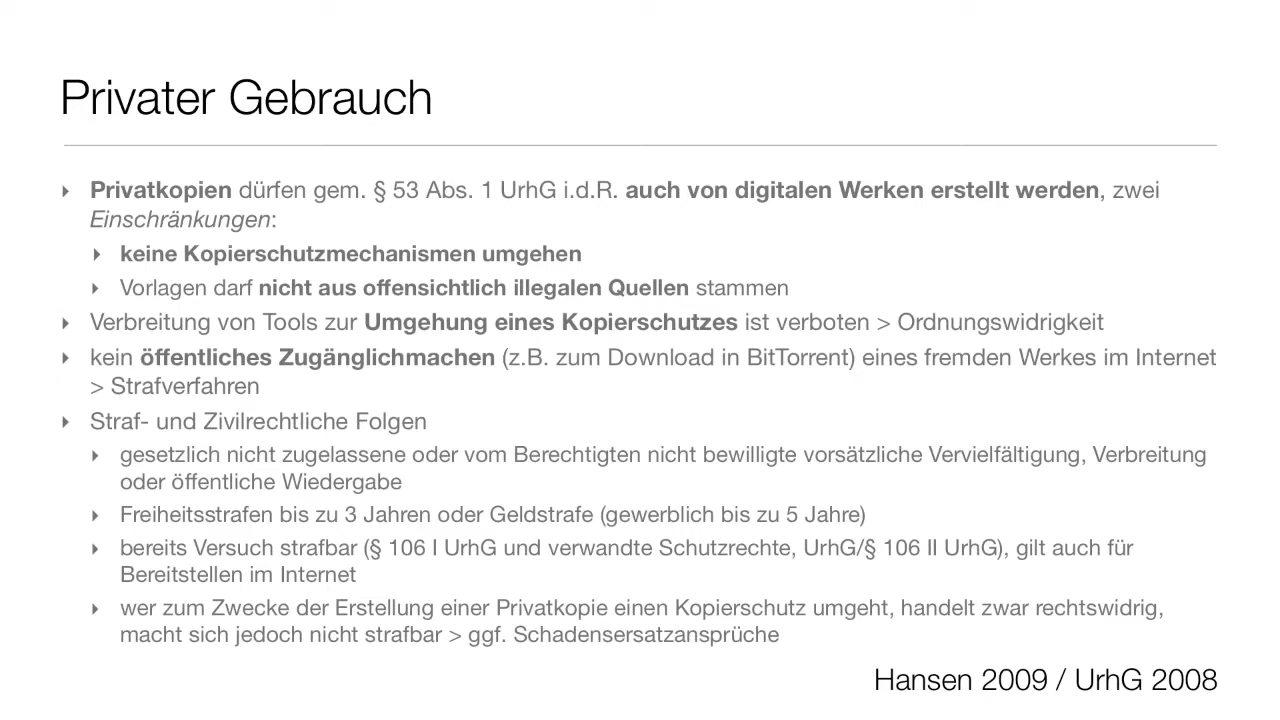 Privater Gebrauch
‣ Privatkopien dürfen gem. § 53 Abs. 1 UrhG i.d.R. auch von digitalen Werken erstellt werden, zwei
Einschränkungen:
‣ keine Kopierschutzmechanismen umgehen
‣ Vorlagen darf nicht aus offensichtlich illegalen Quellen stammen
‣ Verbreitung von Tools zur Umgehung eines Kopierschutzes ist verboten > Ordnungswidrigkeit
‣ kein öffentliches Zugänglichmachen (z.B. zum Download in BitTorrent) eines fremden Werkes im Internet
> Strafverfahren
‣ Straf- und Zivilrechtliche Folgen
‣ gesetzlich nicht zugelassene oder vom Berechtigten nicht bewilligte vorsätzliche Vervielfältigung, Verbreitung
oder öffentliche Wiedergabe
‣ Freiheitsstrafen bis zu 3 Jahren oder Geldstrafe (gewerblich bis zu 5 Jahre)
‣ bereits Versuch strafbar (§ 106 I UrhG und verwandte Schutzrechte, UrhG/§ 106 II UrhG), gilt auch für
Bereitstellen im Internet
‣ wer zum Zwecke der Erstellung einer Privatkopie einen Kopierschutz umgeht, handelt zwar rechtswidrig,
macht sich jedoch nicht strafbar > ggf. Schadensersatzansprüche
Hansen 2009 / UrhG 2008